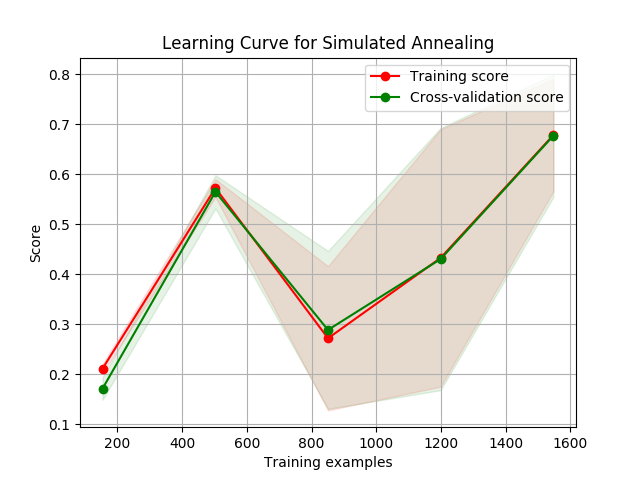 Learning Curve for Simulated Annealing
Training score
Cross-validation score
0.8
0.7
0.6
0.5
0.4
0.3
0.2
0.1
Score
200 400 600 800 1000 1200 1400 1600
Training examples